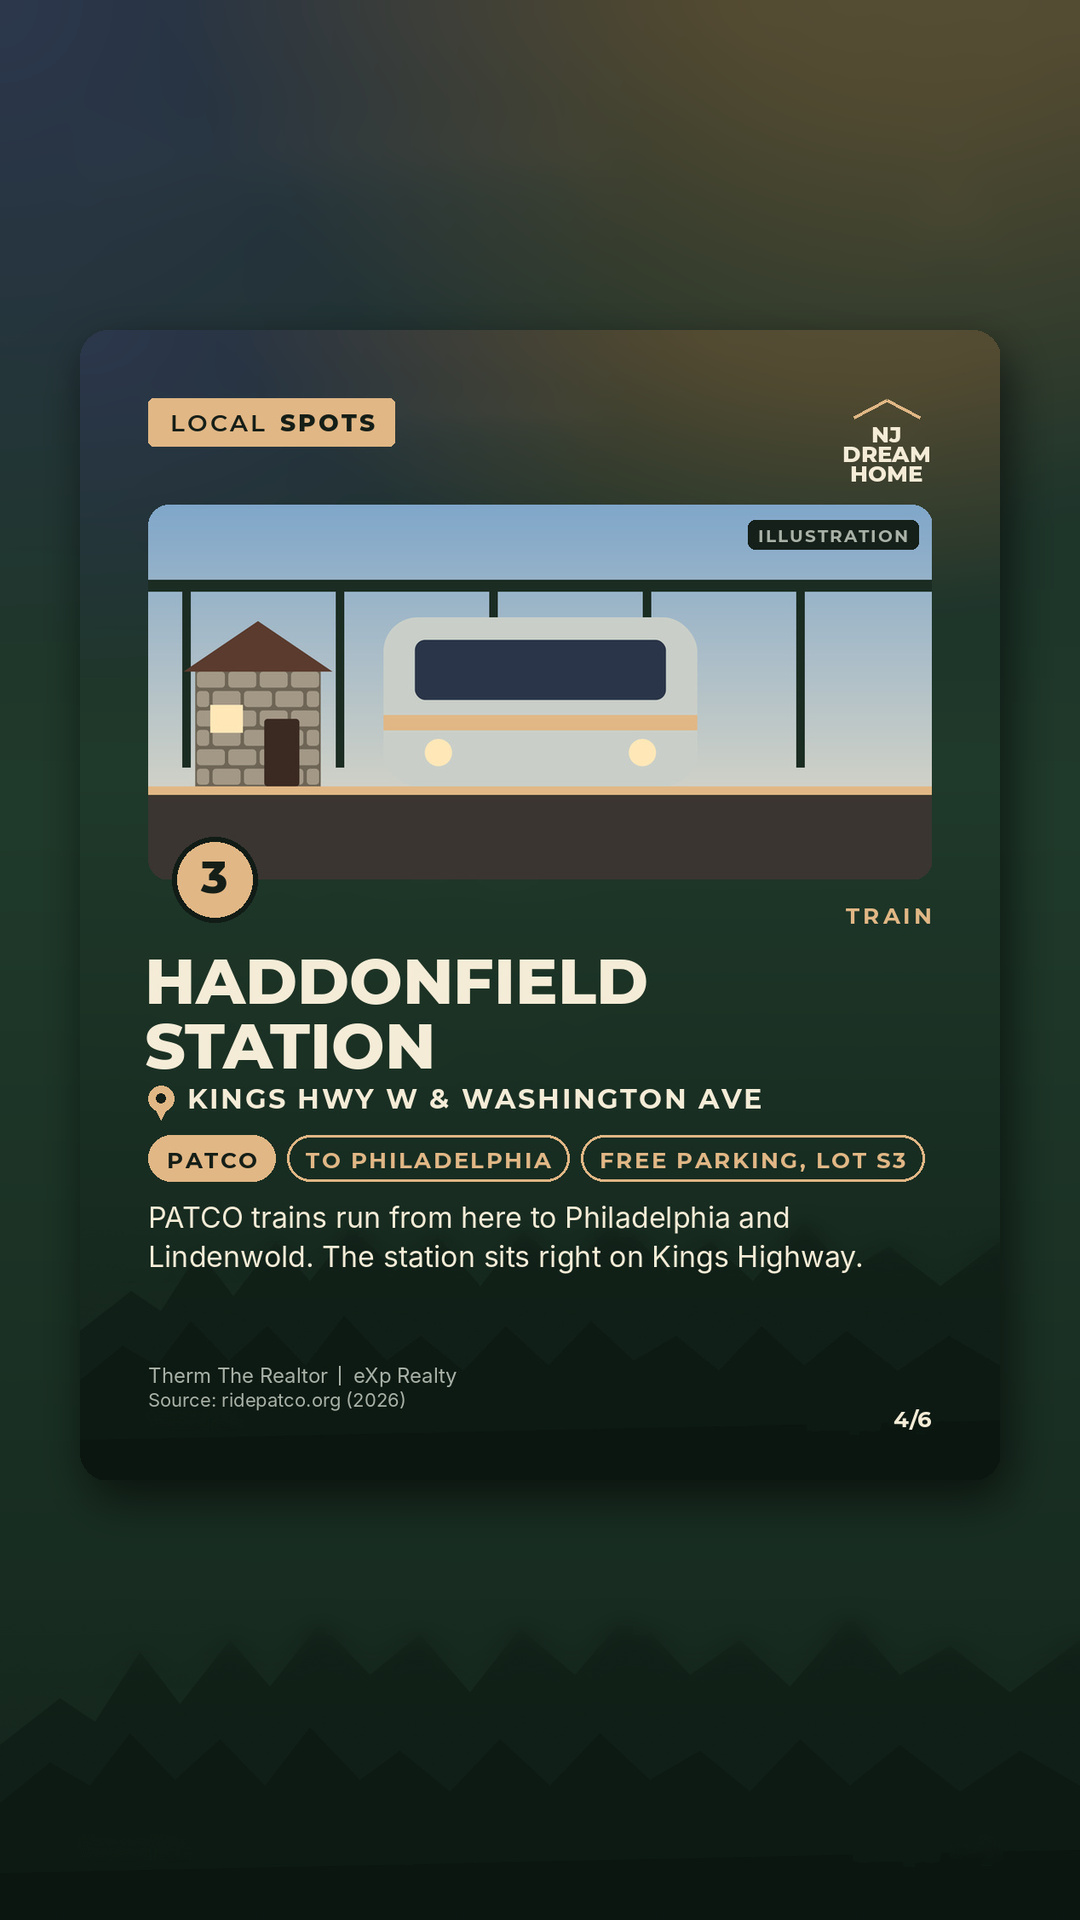 LOCAL SPOTS
NJ
DREAM
HOME
ILLUSTRATION
3
TRAIN
HADDONFIELD
STATION
KINGS HWY W & WASHINGTON AVE
PATCO
TO PHILADELPHIA
FREE PARKING, LOT S3
PATCO trains run from here to Philadelphia and
Lindenwold. The station sits right on Kings Highway.
Therm The Realtor | eXp Realty
Source: ridepatco.org (2026)
4/6